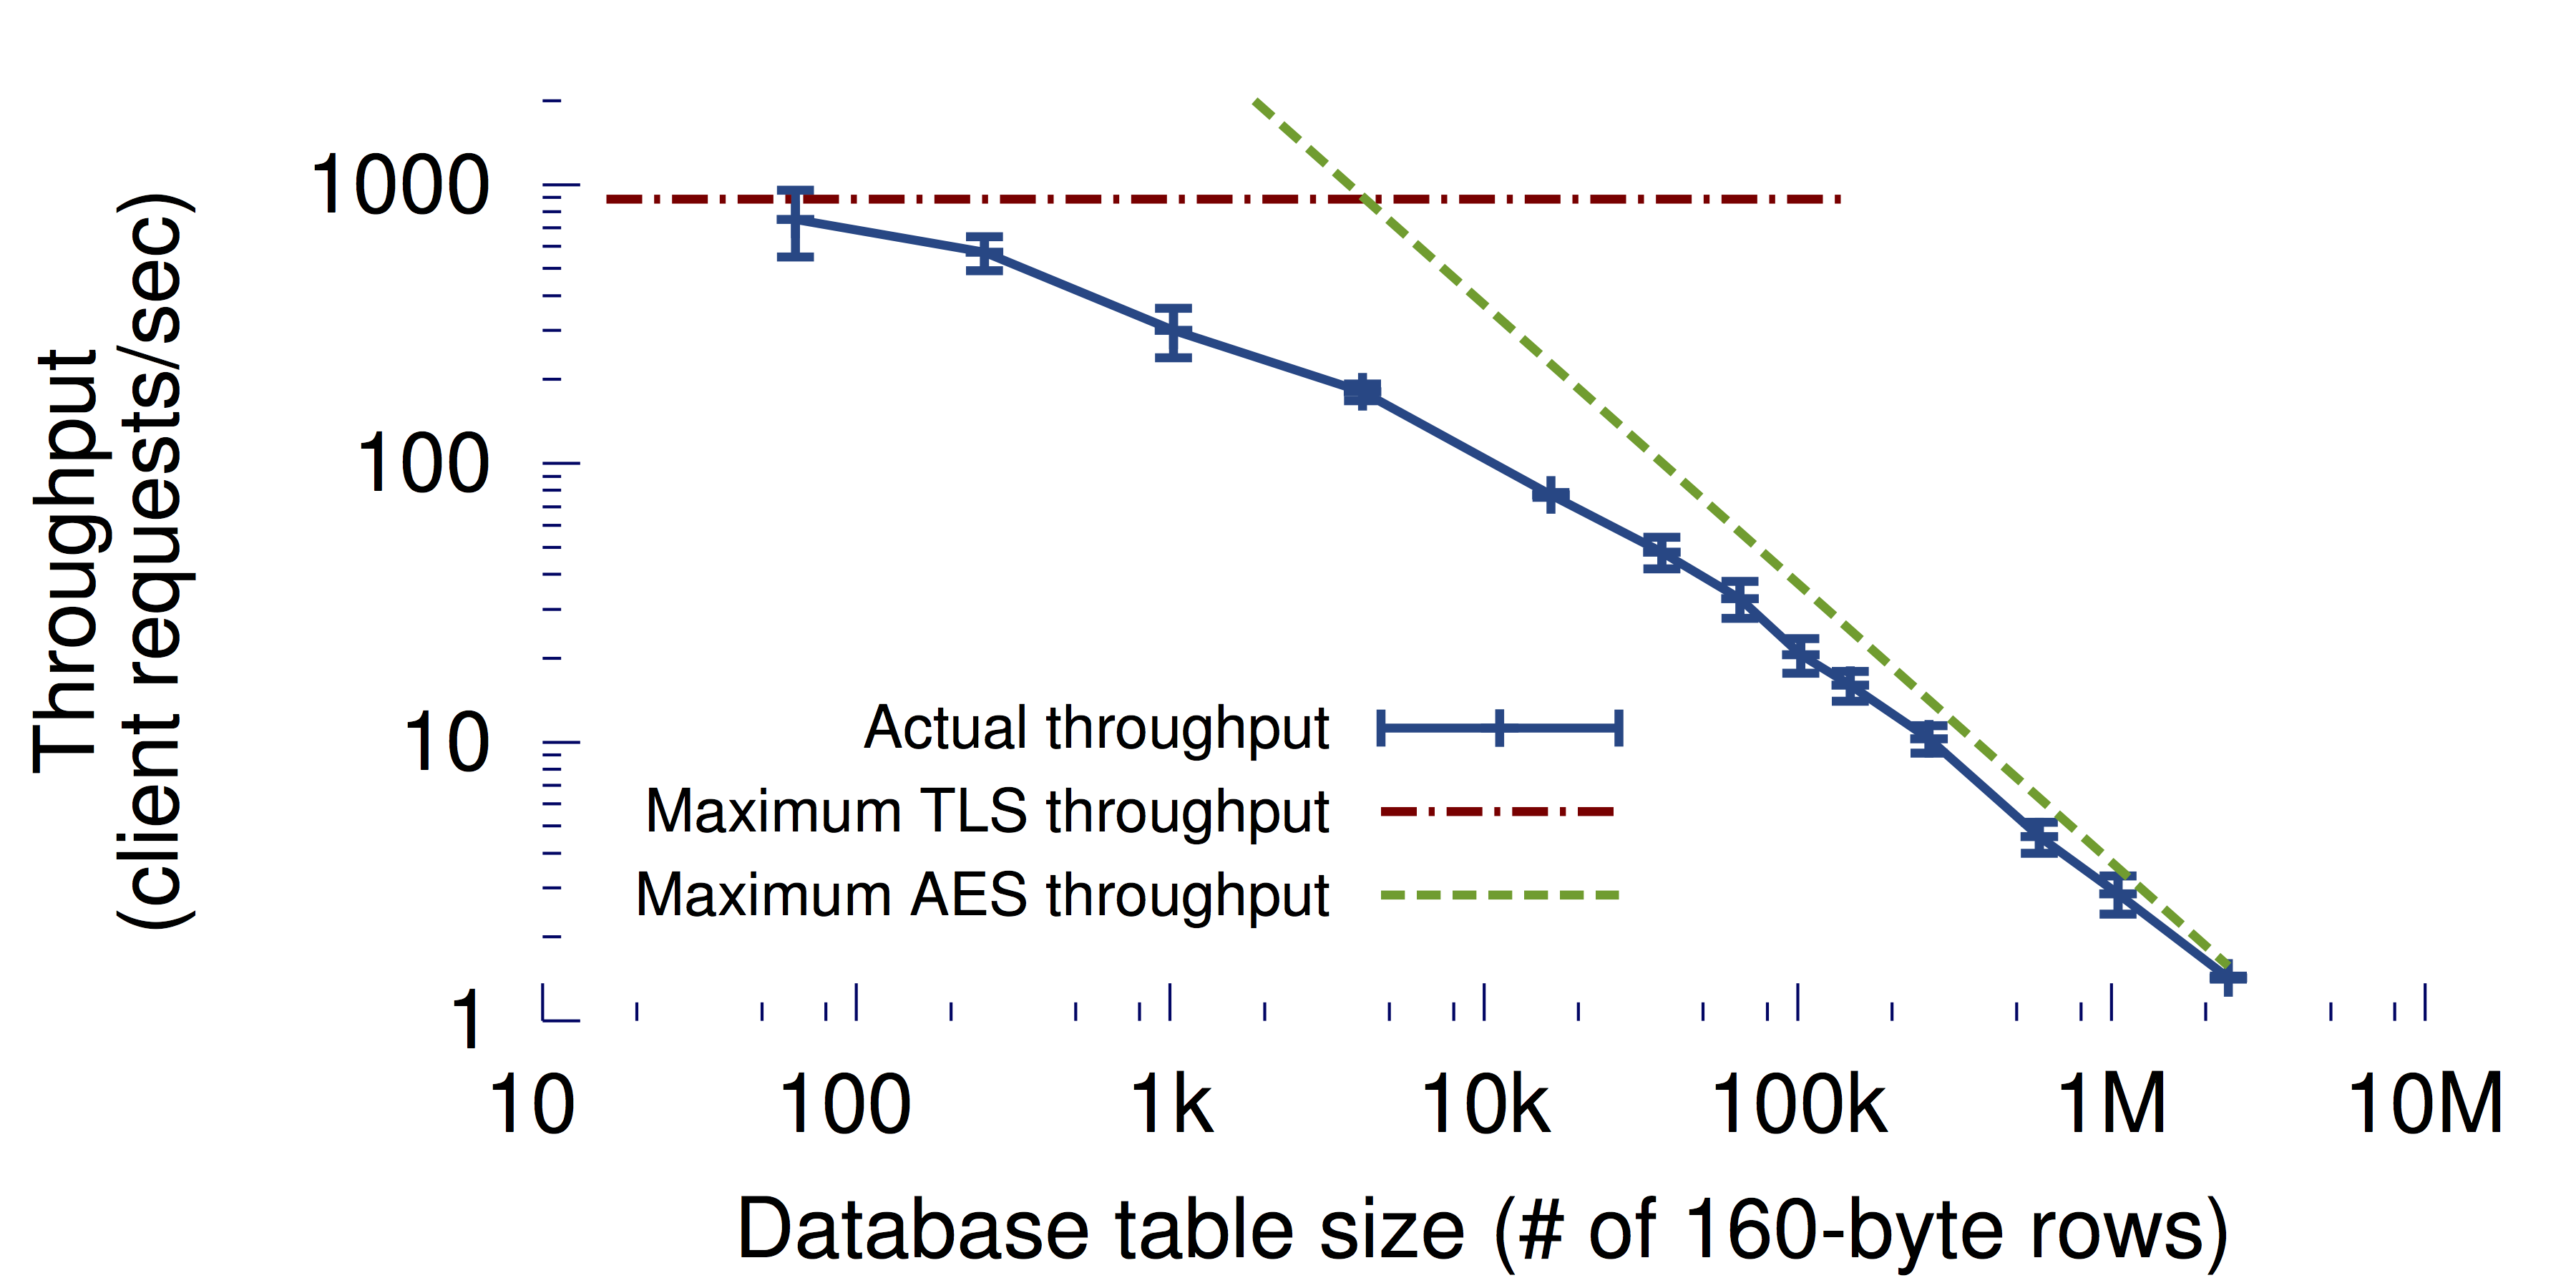 Throughput
(client requests/sec)
1000
100
10
1
Actual throughput
Maximum TLS throughput
Maximum AES throughput
10 100 1k 10k 100k 1M 10M
Database table size (# of 160-byte rows)